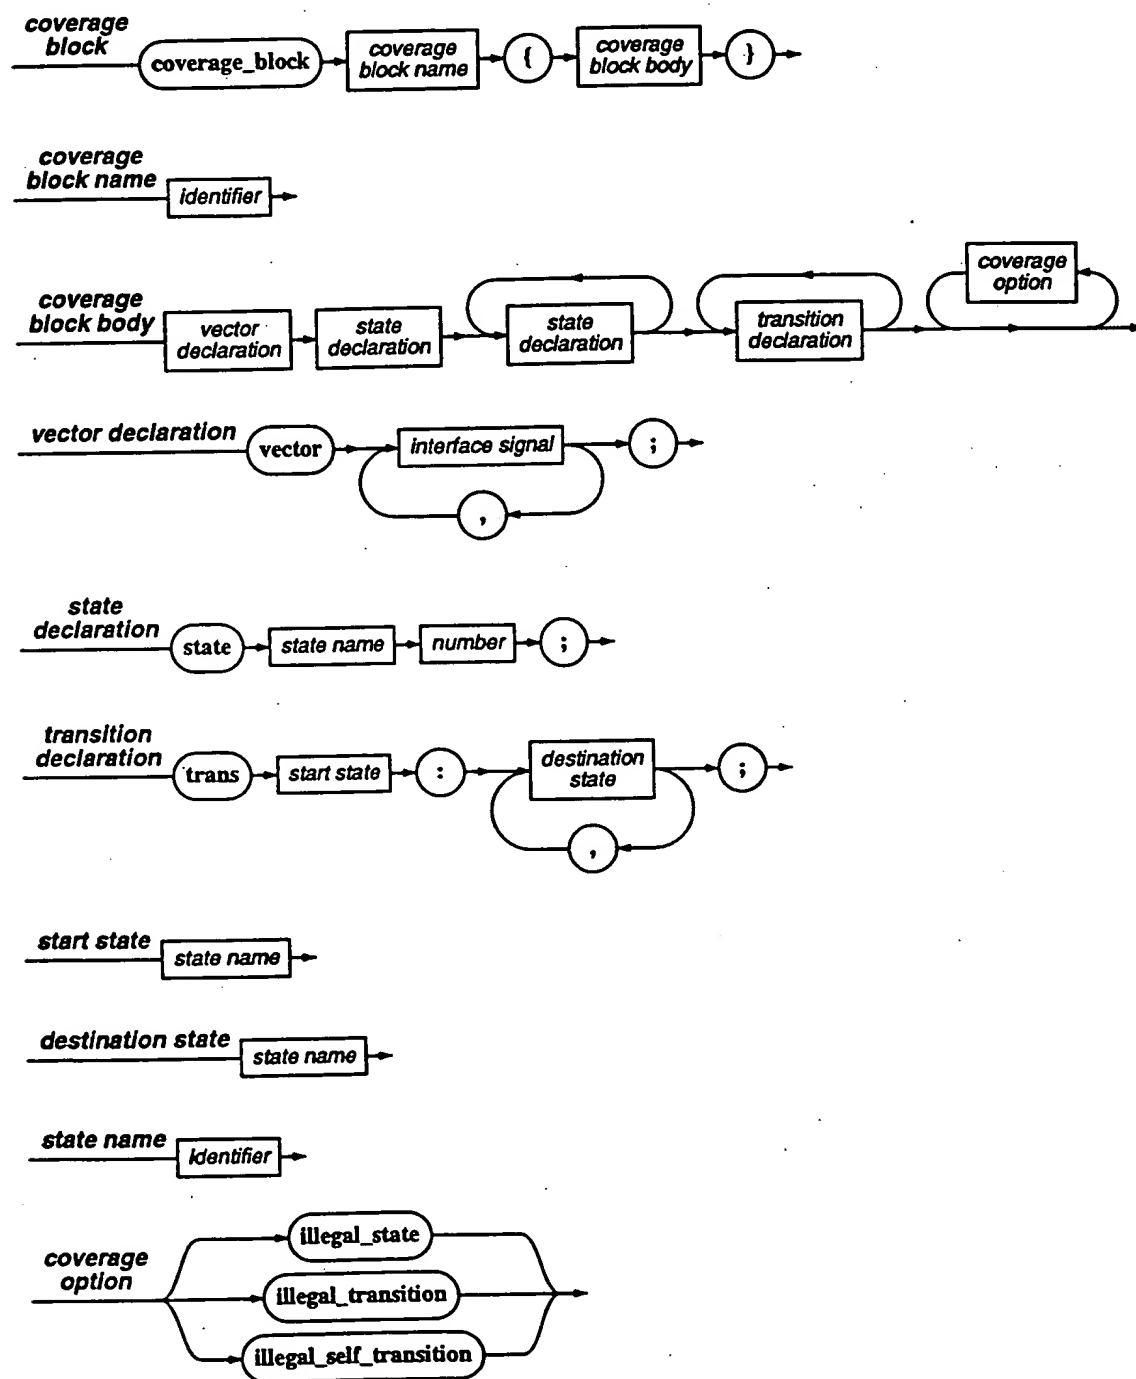 coverage
block
coverage_block
coverage
block name
{
coverage
block body
}
coverage
block name
identifier
coverage
block body
vector
declaration
state
declaration
state
declaration
transition
declaration
coverage
option
vector declaration
vector
interface signal
;
,
state
declaration
state
state name
number
;
transition
declaration
trans
start state
:
destination
state
;
,
start state
state name
destination state
state name
state name
identifier
coverage
option
illegal_state
illegal_transition
illegal_self_transition